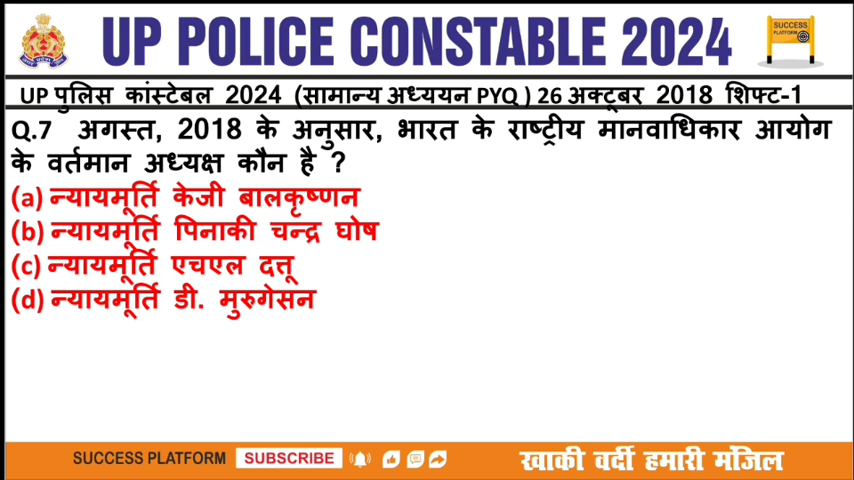 UP POLICE CONSTABLE 2024
SUCCESS
PLATFORM
UP पुलिस कांस्टेबल 2024 (सामान्य अध्ययन PYQ ) 26 अक्टूबर 2018 शिफ्ट-1
Q.7 अगस्त, 2018 के अनुसार, भारत के राष्ट्रीय मानवाधिकार आयोग
के वर्तमान अध्यक्ष कौन है ?
(a) न्यायमूर्ति केजी बालकृष्णन
(b) न्यायमूर्ति पिनाकी चन्द्र घोष
(c) न्यायमूर्ति एचएल दत्तू
(d) न्यायमूर्ति डी. मुरुगेसन
SUCCESS PLATFORM SUBSCRIBE खाकी वर्दी हमारी मंजिल